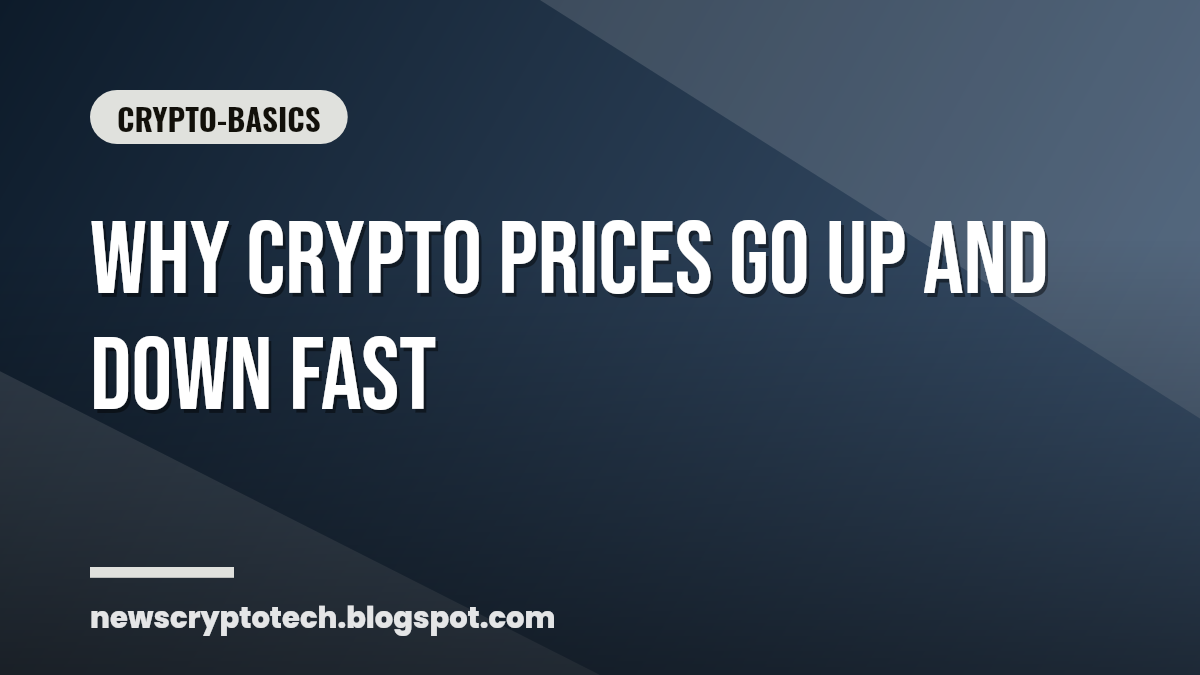 CRYPTO-BASICS
WHY CRYPTO PRICES GO UP AND
DOWN FAST
newscryptotech.blogspot.com